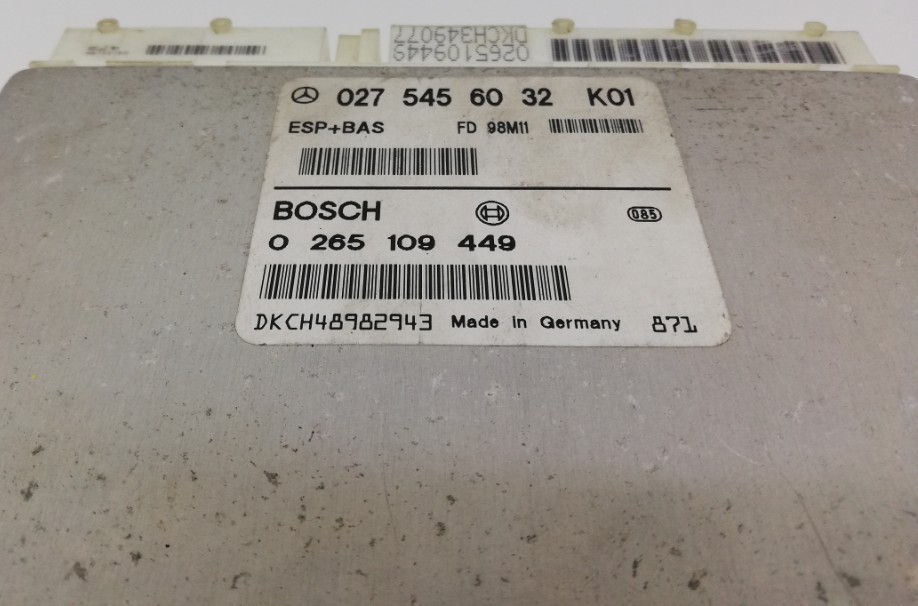 0265109449
DKCH349077
027 545 60 32 K01
ESP+BAS FD 98M11
BOSCH 085
0 265 109 449
DKCH48982943 Made in Germany 871